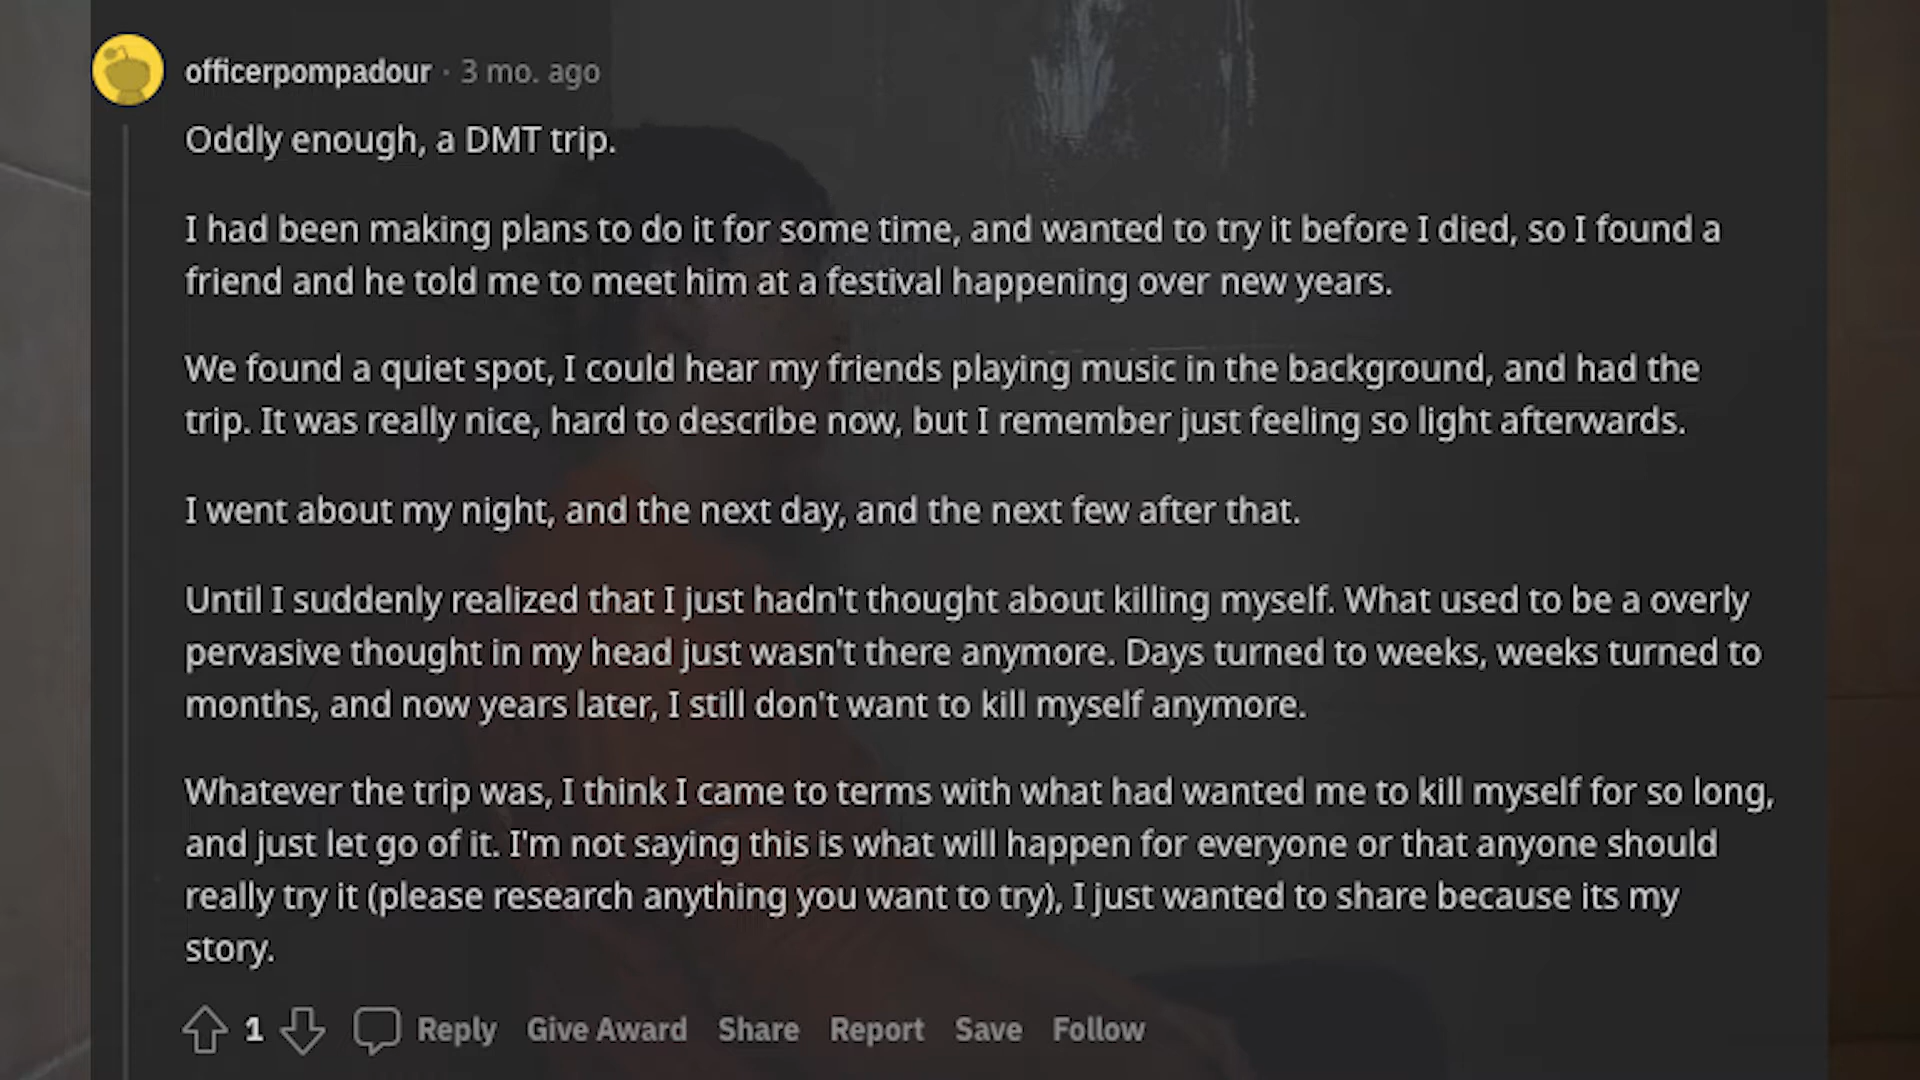 officerpompadour · 3 mo. ago
Oddly enough, a DMT trip.
I had been making plans to do it for some time, and wanted to try it before I died, so I found a
friend and he told me to meet him at a festival happening over new years.
We found a quiet spot, I could hear my friends playing music in the background, and had the
trip. It was really nice, hard to describe now, but I remember just feeling so light afterwards.
I went about my night, and the next day, and the next few after that.
Until I suddenly realized that I just hadn't thought about killing myself. What used to be a overly
pervasive thought in my head just wasn't there anymore. Days turned to weeks, weeks turned to
months, and now years later, I still don't want to kill myself anymore.
Whatever the trip was, I think I came to terms with what had wanted me to kill myself for so long,
and just let go of it. I'm not saying this is what will happen for everyone or that anyone should
really try it (please research anything you want to try), I just wanted to share because its my
story.
1 Reply Give Award Share Report Save Follow